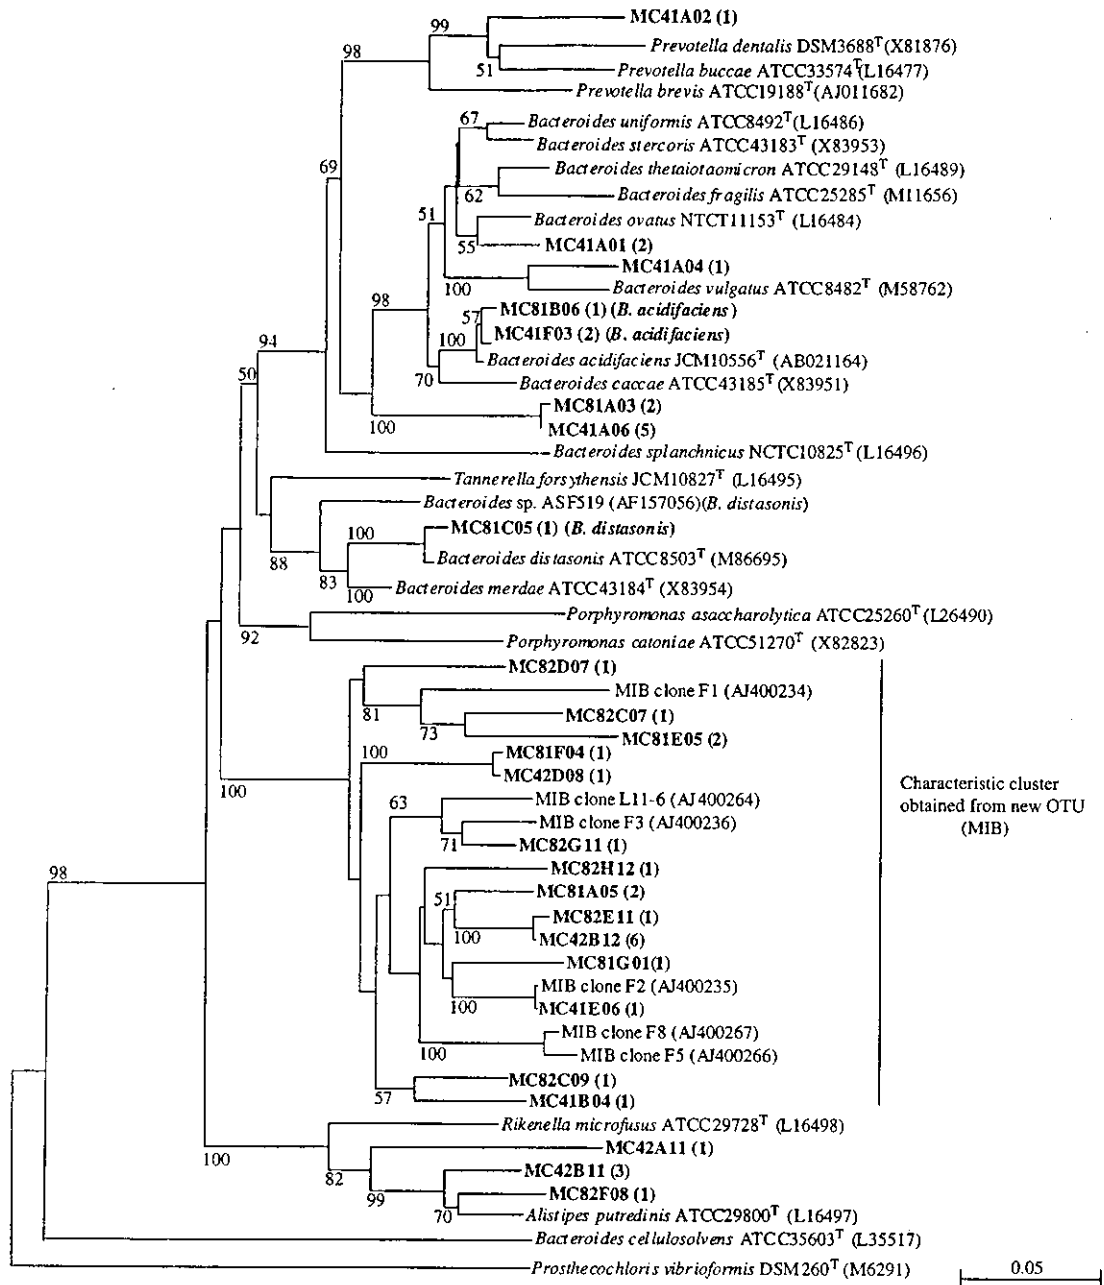 MC41A02 (1)
99
Prevotella dentalis DSM3688T(X81876)
98
51
Prevotella buccae ATCC33574T(L16477)
Prevotella brevis ATCC19188T(AJ011682)
67
Bacteroides uniformis ATCC8492T(L16486)
Bacteroides stercoris ATCC43183T (X83953)
69
Bacteroides thetaiotaomicron ATCC29148T (L16489)
62
Bacteroides fragilis ATCC25285T (M11656)
51
Bacteroides ovatus NTCT11153T (L16484)
55
MC41A01 (2)
MC41A04 (1)
100
Bacteroides vulgatus ATCC8482T (M58762)
98
MC81B06 (1) (B. acidifaciens)
57
MC41F03 (2) (B. acidifaciens)
100
94
Bacteroides acidifaciens JCM10556T (AB021164)
50
70
Bacteroides caccae ATCC43185T(X83951)
MC81A03 (2)
100
MC41A06 (5)
Bacteroides splanchnicus NCTC10825T(L16496)
Tannerella forsythensis JCM10827T (L16495)
Bacteroides sp. ASF519 (AF157056)(B. distasonis)
100
MC81C05 (1) (B. distasonis)
88
Bacteroides distasonis ATCC8503T (M86695)
83
Bacteroides merdae ATCC43184T (X83954)
100
Porphyromonas asaccharolytica ATCC25260T(L26490)
92
Porphyromonas catoniae ATCC51270T (X82823)
MC82D07 (1)
MIB clone F1 (AJ400234)
81
MC82C07 (1)
73
MC81E05 (2)
100
MC81F04 (1)
MC42D08 (1)
100
Characteristic cluster
obtained from new OTU
(MIB)
63
MIB clone L11-6 (AJ400264)
MIB clone F3 (AJ400236)
71
MC82G11 (1)
MC82H12 (1)
98
51
MC81A05 (2)
MC82E11 (1)
100
MC42B12 (6)
MC81G01(1)
MIB clone F2 (AJ400235)
100
MC41E06 (1)
MIB clone F8 (AJ400267)
100
MIB clone F5 (AJ400266)
MC82C09 (1)
57
MC41B04 (1)
Rikenella microfusus ATCC29728T (L16498)
100
MC42A11 (1)
82
MC42B11 (3)
99
MC82F08 (1)
70
Alistipes putredinis ATCC29800T (L16497)
Bacteroides cellulosolvens ATCC35603T (L35517)
Prosthecochloris vibrioformis DSM260T (M6291)
0.05